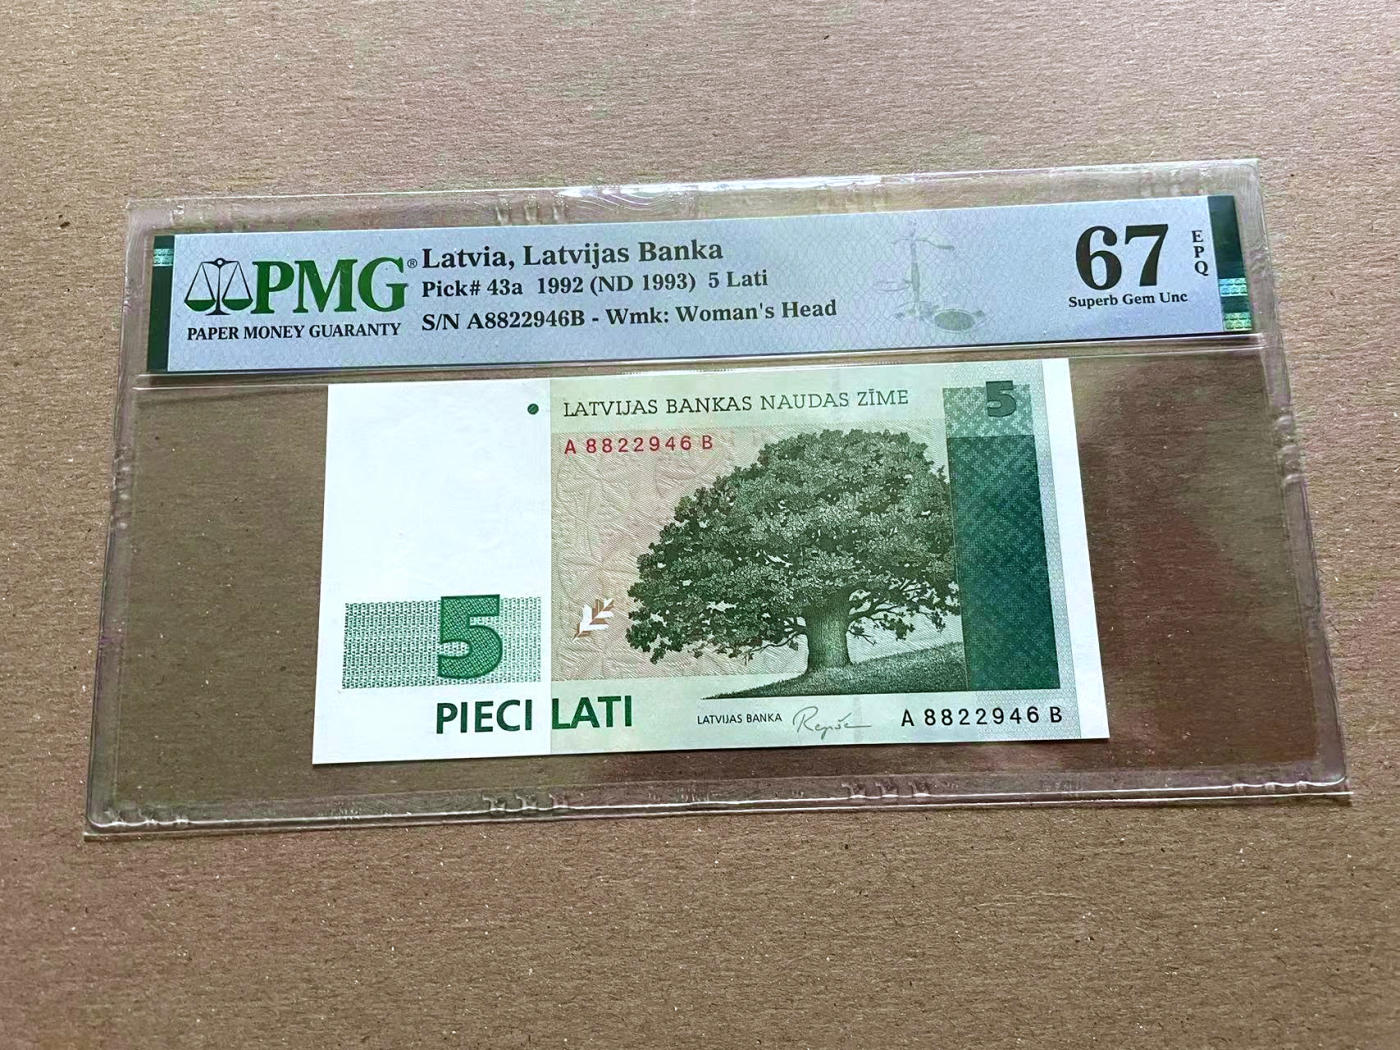 PMG®
PAPER MONEY GUARANTY
Latvia, Latvijas Banka
Pick# 43a 1992 (ND 1993) 5 Lati
S/N A8822946B - Wmk: Woman's Head
67
EPQ
Superb Gem Unc
LATVIJAS BANKAS NAUDAS ZĪME
5
A 8822946 B
5
PIECI LATI
LATVIJAS BANKA
A 8822946 B